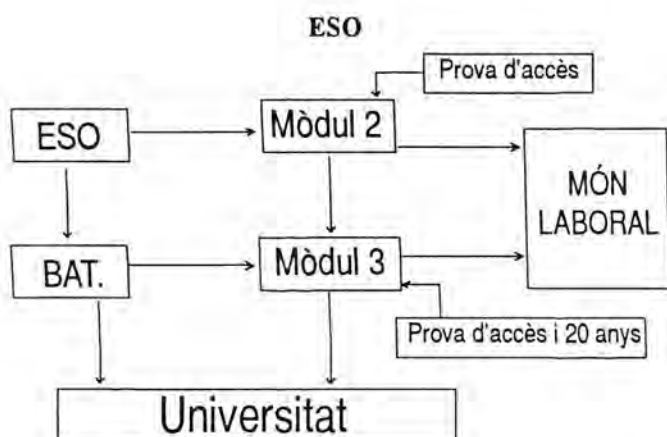 ESO
Prova d'accès
ESO
Mòdul 2
MÓN
LABORAL
BAT.
Mòdul 3
Prova d'accès i 20 anys
Universitat